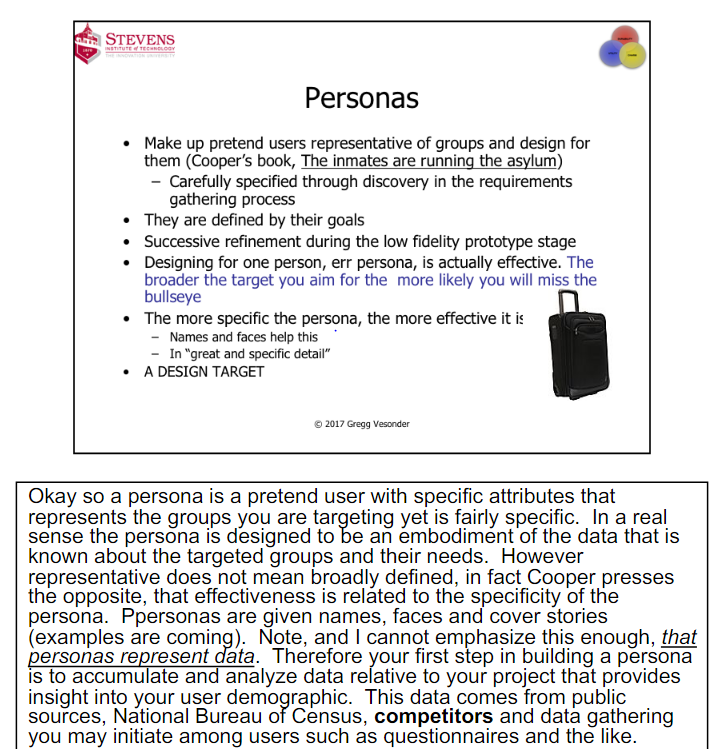 STEVENS
INSTITUTE of TECHNOLOGY
THE INNOVATION UNIVERSITY
Personas
• Make up pretend users representative of groups and design for
them (Cooper's book, The inmates are running the asylum)
– Carefully specified through discovery in the requirements
gathering process
• They are defined by their goals
• Successive refinement during the low fidelity prototype stage
• Designing for one person, err persona, is actually effective. The
broader the target you aim for the  more likely you will miss the
bullseye
• The more specific the persona, the more effective it is
– Names and faces help this
– In “great and specific detail”
• A DESIGN TARGET
© 2017 Gregg Vesonder
Okay so a persona is a pretend user with specific attributes that
represents the groups you are targeting yet is fairly specific.  In a real
sense the persona is designed to be an embodiment of the data that is
known about the targeted groups and their needs.  However
representative does not mean broadly defined, in fact Cooper presses
the opposite, that effectiveness is related to the specificity of the
persona.  Ppersonas are given names, faces and cover stories
(examples are coming).  Note, and I cannot emphasize this enough, that
personas represent data.  Therefore your first step in building a persona
is to accumulate and analyze data relative to your project that provides
insight into your user demographic.  This data comes from public
sources, National Bureau of Census, competitors and data gathering
you may initiate among users such as questionnaires and the like.